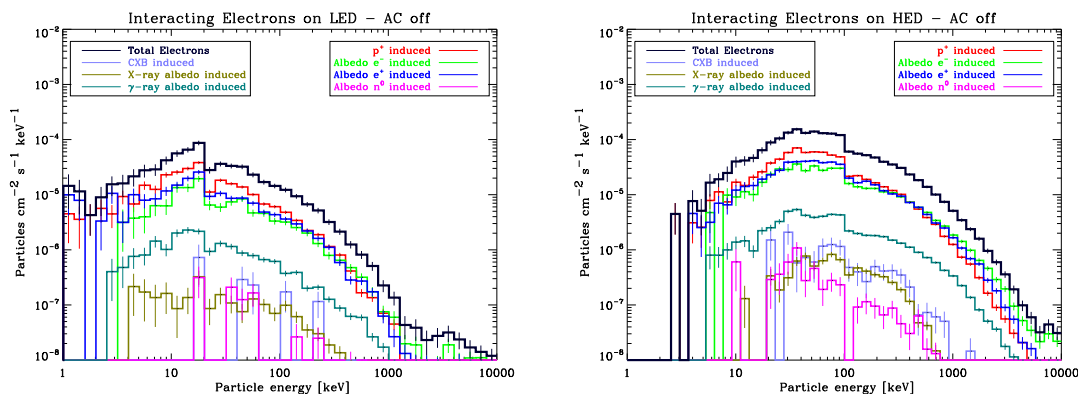 Interacting Electrons on LED – AC off
10⁻²
10⁻³
10⁻⁴
10⁻⁵
10⁻⁶
10⁻⁷
10⁻⁸
Particles cm⁻² s⁻¹ keV⁻¹
Total Electrons
CXB induced
X-ray albedo induced
γ-ray albedo induced
p⁺ induced
Albedo e⁻ induced
Albedo e⁺ induced
Albedo n⁰ induced
1 10 100 1000 10000
Particle energy [keV]
Interacting Electrons on HED – AC off
10⁻²
10⁻³
10⁻⁴
10⁻⁵
10⁻⁶
10⁻⁷
10⁻⁸
Particles cm⁻² s⁻¹ keV⁻¹
Total Electrons
CXB induced
X-ray albedo induced
γ-ray albedo induced
p⁺ induced
Albedo e⁻ induced
Albedo e⁺ induced
Albedo n⁰ induced
1 10 100 1000 10000
Particle energy [keV]